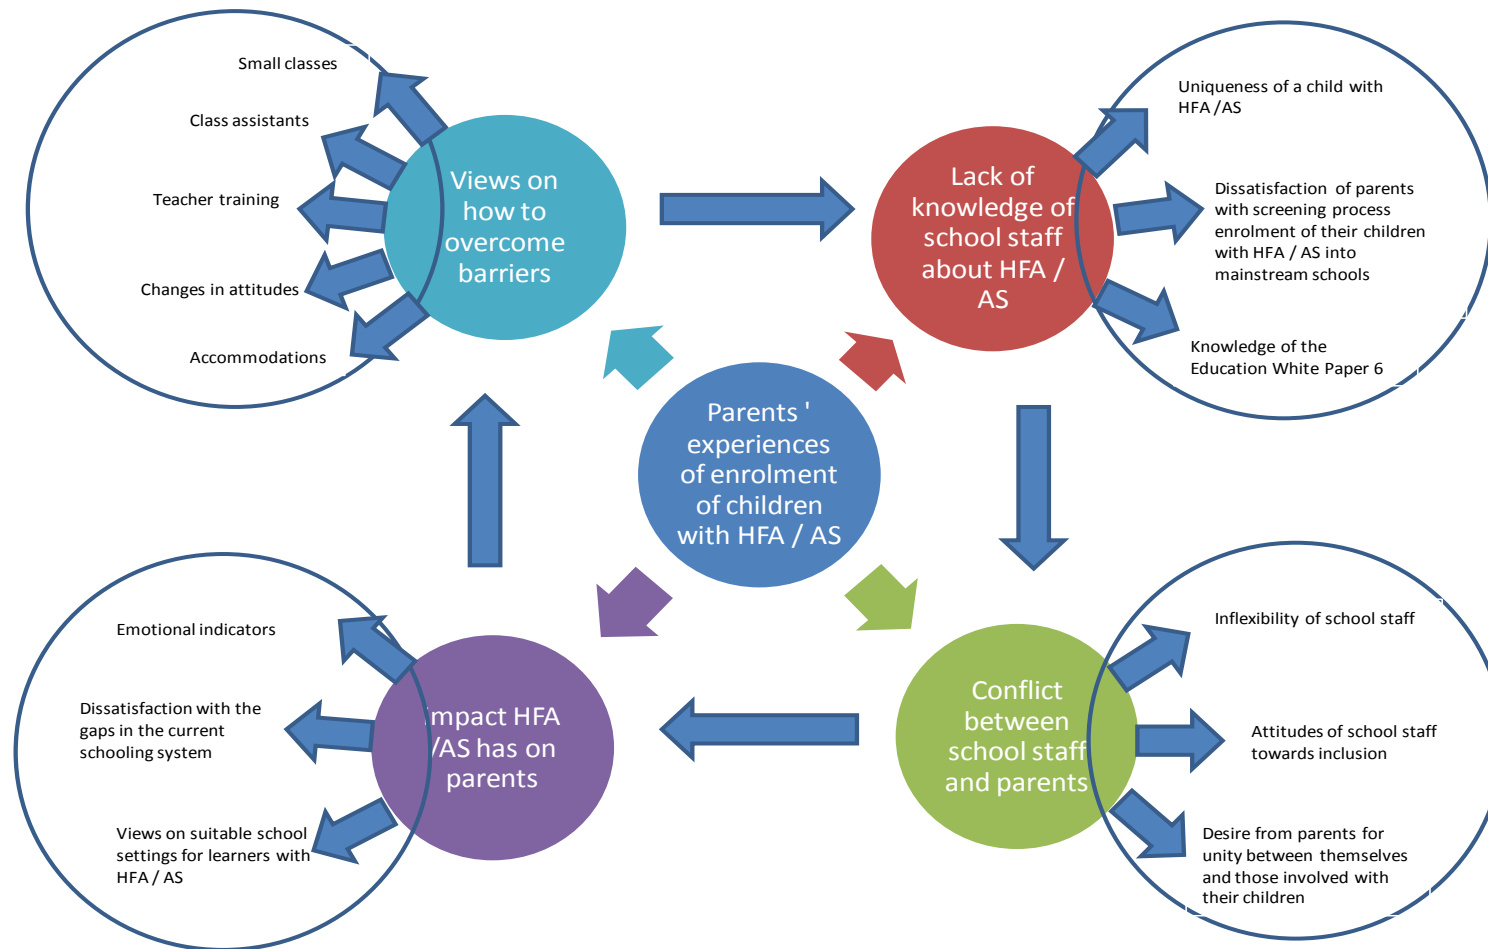 Small classes
Class assistants
Teacher training
Changes in attitudes
Accommodations
Views on
how to
overcome
barriers
Lack of
knowledge of
school staff
about HFA /
AS
Uniqueness of a child with
HFA /AS
Dissatisfaction of parents
with screening process
enrolment of their children
with HFA / AS into
mainstream schools
Knowledge of the
Education White Paper 6
Parents '
experiences
of enrolment
of children
with HFA / AS
Emotional indicators
Dissatisfaction with the
gaps in the current
schooling system
Views on suitable school
settings for learners with
HFA / AS
Impact HFA
/AS has on
parents
Conflict
between
school staff
and parents
Inflexibility of school staff
Attitudes of school staff
towards inclusion
Desire from parents for
unity between themselves
and those involved with
their children